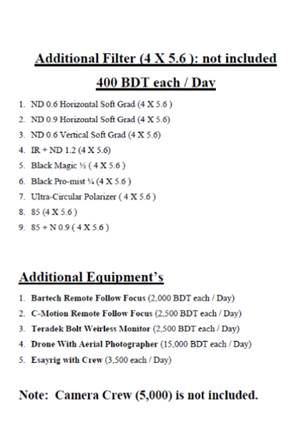 Additional Filter (4 X 5.6 ): not included
400 BDT each / Day
1. ND 0.6 Horizontal Soft Grad (4 X 5.6 )
2. ND 0.9 Horizontal Soft Grad (4 X 5.6)
3. ND 0.6 Vertical Soft Grad (4 X 5.6)
4. IR + ND 1.2 (4 X 5.6)
5. Black Magic ½ ( 4 X 5.6 )
6. Black Pro-mist ¼ (4 X 5.6 )
7. Ultra-Circular Polarizer ( 4 X 5.6 )
8. 85 (4 X 5.6 )
9. 85 + N 0.9 ( 4 X 5.6 )
Additional Equipment’s
1. Bartech Remote Follow Focus (2,000 BDT each / Day)
2. C-Motion Remote Follow Focus (2,500 BDT each / Day)
3. Teradek Bolt Weirless Monitor (2,500 BDT each / Day)
4. Drone With Aerial Photographer (15,000 BDT each / Day)
5. Esayrig with Crew (3,500 each / Day)
Note: Camera Crew (5,000) is not included.